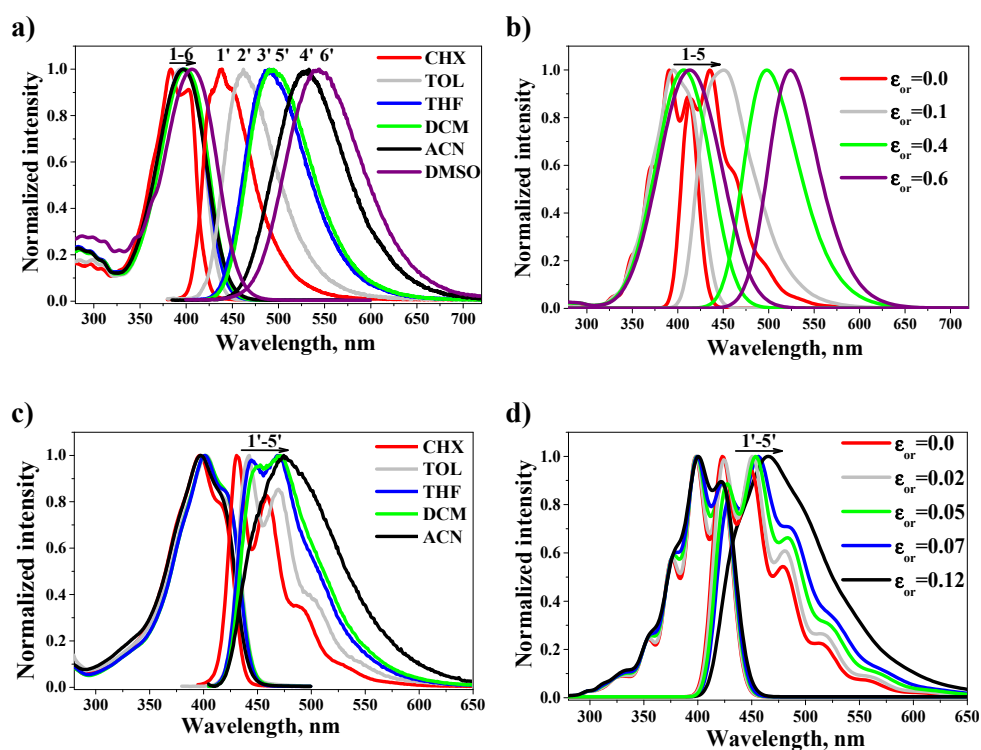 a)
1-6 1' 2' 3' 5' 4' 6'
CHX
TOL
THF
DCM
ACN
DMSO
Normalized intensity
1.0
0.8
0.6
0.4
0.2
0.0
300 350 400 450 500 550 600 650 700
Wavelength, nm
b)
1-5
εor=0.0
εor=0.1
εor=0.4
εor=0.6
Normalized intensity
1.0
0.8
0.6
0.4
0.2
0.0
300 350 400 450 500 550 600 650 700
Wavelength, nm
c)
1'-5'
CHX
TOL
THF
DCM
ACN
Normalized intensity
1.0
0.8
0.6
0.4
0.2
0.0
300 350 400 450 500 550 600 650
Wavelength, nm
d)
1'-5'
εor=0.0
εor=0.02
εor=0.05
εor=0.07
εor=0.12
Normalized intensity
1.0
0.8
0.6
0.4
0.2
0.0
300 350 400 450 500 550 600 650
Wavelength, nm